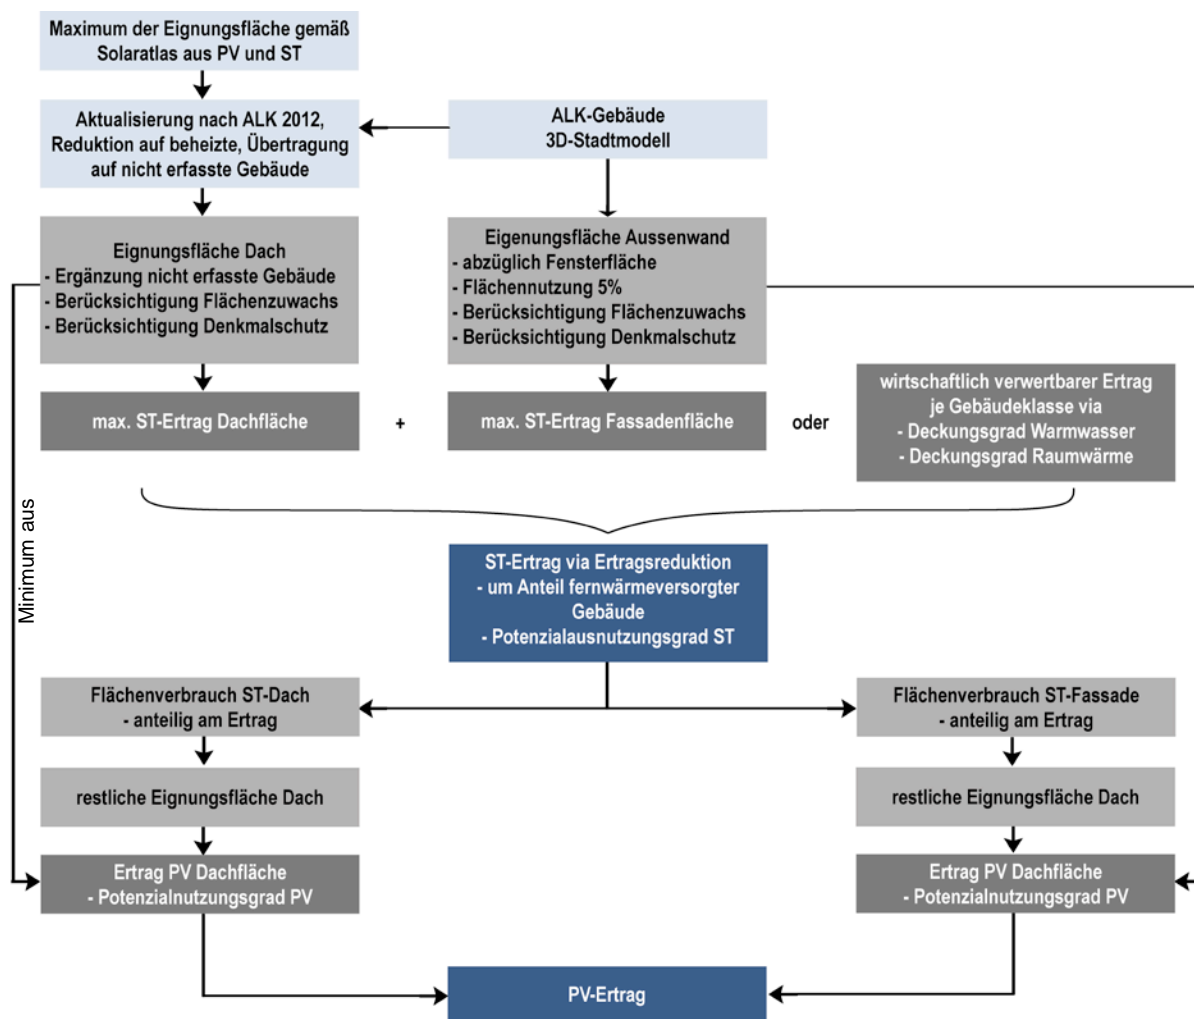 Maximum der Eignungsfläche gemäß
Solaratlas aus PV und ST
Aktualisierung nach ALK 2012,
Reduktion auf beheizte, Übertragung
auf nicht erfasste Gebäude
ALK-Gebäude
3D-Stadtmodell
Eignungsfläche Dach
- Ergänzung nicht erfasste Gebäude
- Berücksichtigung Flächenzuwachs
- Berücksichtigung Denkmalschutz
Eigenungsfläche Aussenwand
- abzüglich Fensterfläche
- Flächennutzung 5%
- Berücksichtigung Flächenzuwachs
- Berücksichtigung Denkmalschutz
max. ST-Ertrag Dachfläche
+
max. ST-Ertrag Fassadenfläche
oder
wirtschaftlich verwertbarer Ertrag
je Gebäudeklasse via
- Deckungsgrad Warmwasser
- Deckungsgrad Raumwärme
Minimum aus
ST-Ertrag via Ertragsreduktion
- um Anteil fernwärmeversorgter
Gebäude
- Potenzialausnutzungsgrad ST
Flächenverbrauch ST-Dach
- anteilig am Ertrag
Flächenverbrauch ST-Fassade
- anteilig am Ertrag
restliche Eignungsfläche Dach
restliche Eignungsfläche Dach
Ertrag PV Dachfläche
- Potenzialnutzungsgrad PV
Ertrag PV Dachfläche
- Potenzialnutzungsgrad PV
PV-Ertrag